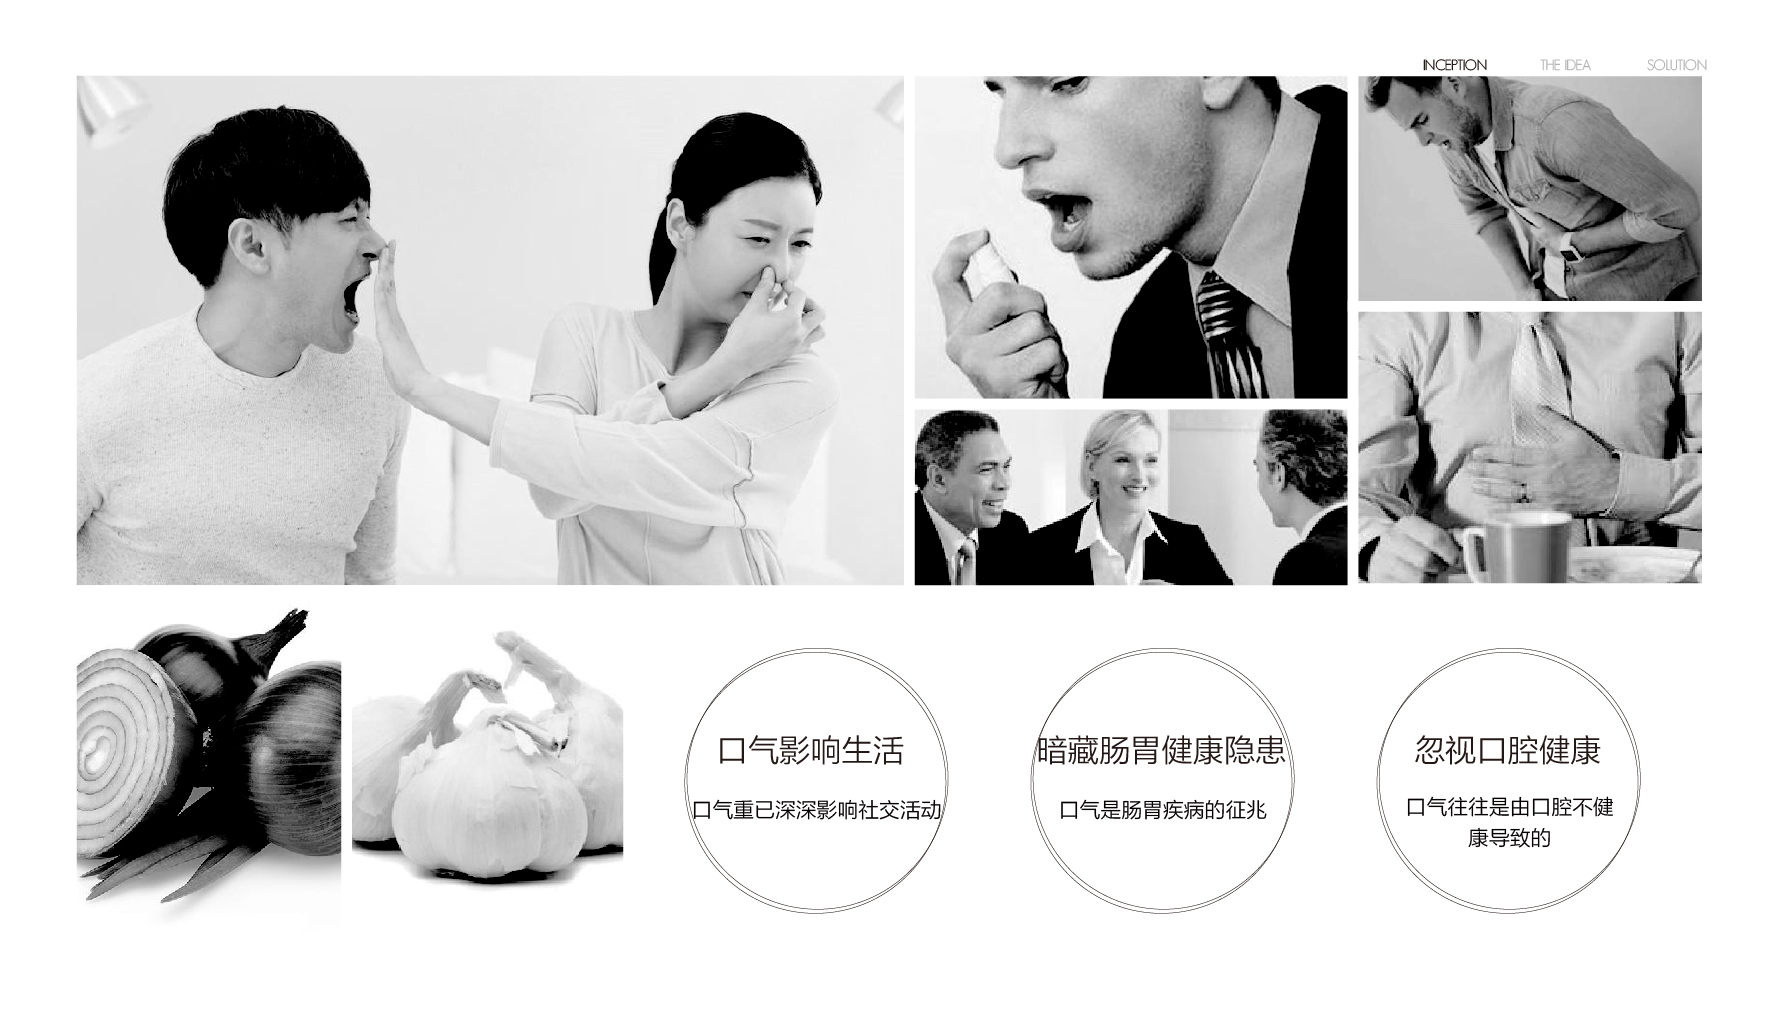 INCEPTION THE IDEA SOLUTION
口气影响生活
口气重已深深影响社交活动
暗藏肠胃健康隐患
口气是肠胃疾病的征兆
忽视口腔健康
口气往往是由口腔不健
康导致的